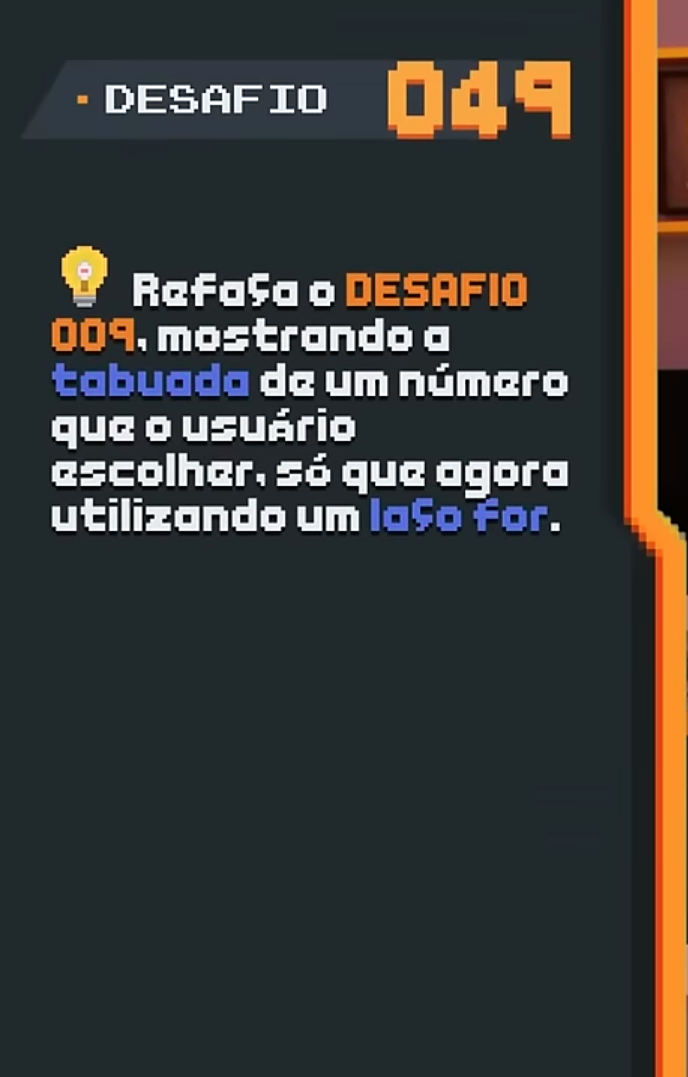 DESAFIO 049
Refaça o DESAFIO
009, mostrando a
tabuada de um número
que o usuário
escolher, só que agora
utilizando um laço for.